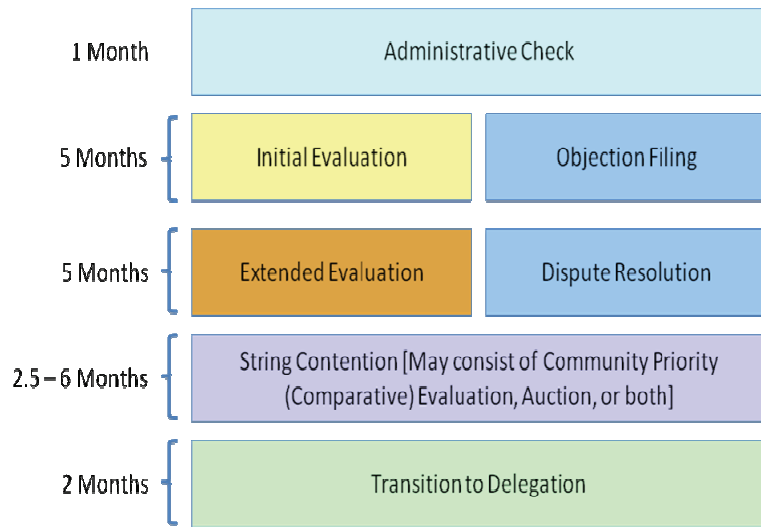 1 Month
Administrative Check
5 Months
Initial Evaluation
Objection Filing
5 Months
Extended Evaluation
Dispute Resolution
2.5 – 6 Months
String Contention [May consist of Community Priority
(Comparative) Evaluation, Auction, or both]
2 Months
Transition to Delegation